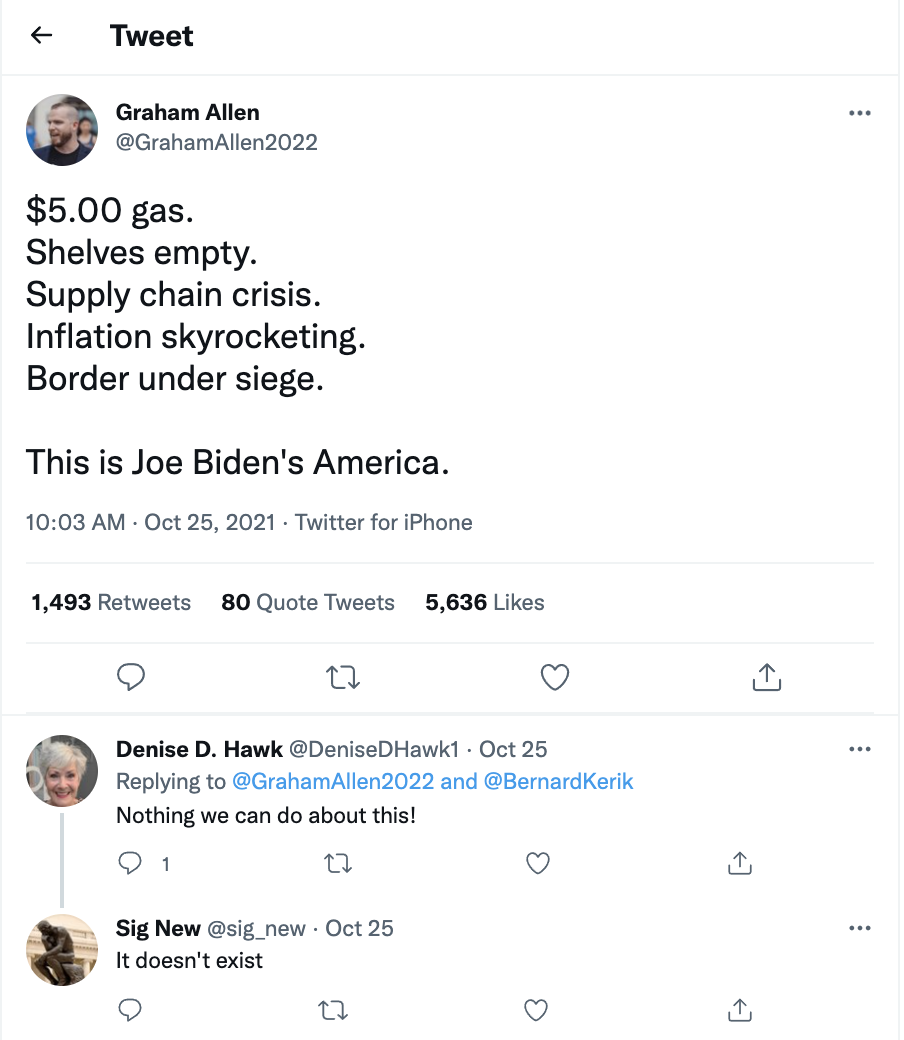 Tweet
Graham Allen
@GrahamAllen2022
$5.00 gas.
Shelves empty.
Supply chain crisis.
Inflation skyrocketing.
Border under siege.
This is Joe Biden's America.
10:03 AM · Oct 25, 2021 · Twitter for iPhone
1,493 Retweets 80 Quote Tweets 5,636 Likes
Denise D. Hawk @DeniseDHawk1 · Oct 25
Replying to @GrahamAllen2022 and @BernardKerik
Nothing we can do about this!
1
Sig New @sig_new · Oct 25
It doesn't exist